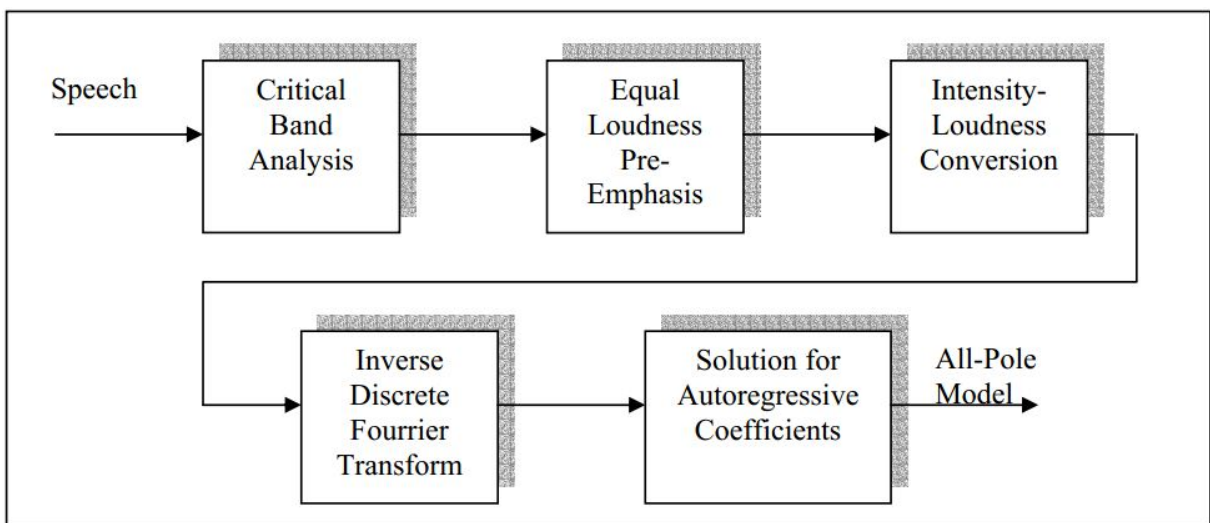 Speech
Critical
Band
Analysis
Equal
Loudness
Pre-
Emphasis
Intensity-
Loudness
Conversion
Inverse
Discrete
Fourrier
Transform
Solution for
Autoregressive
Coefficients
All-Pole
Model